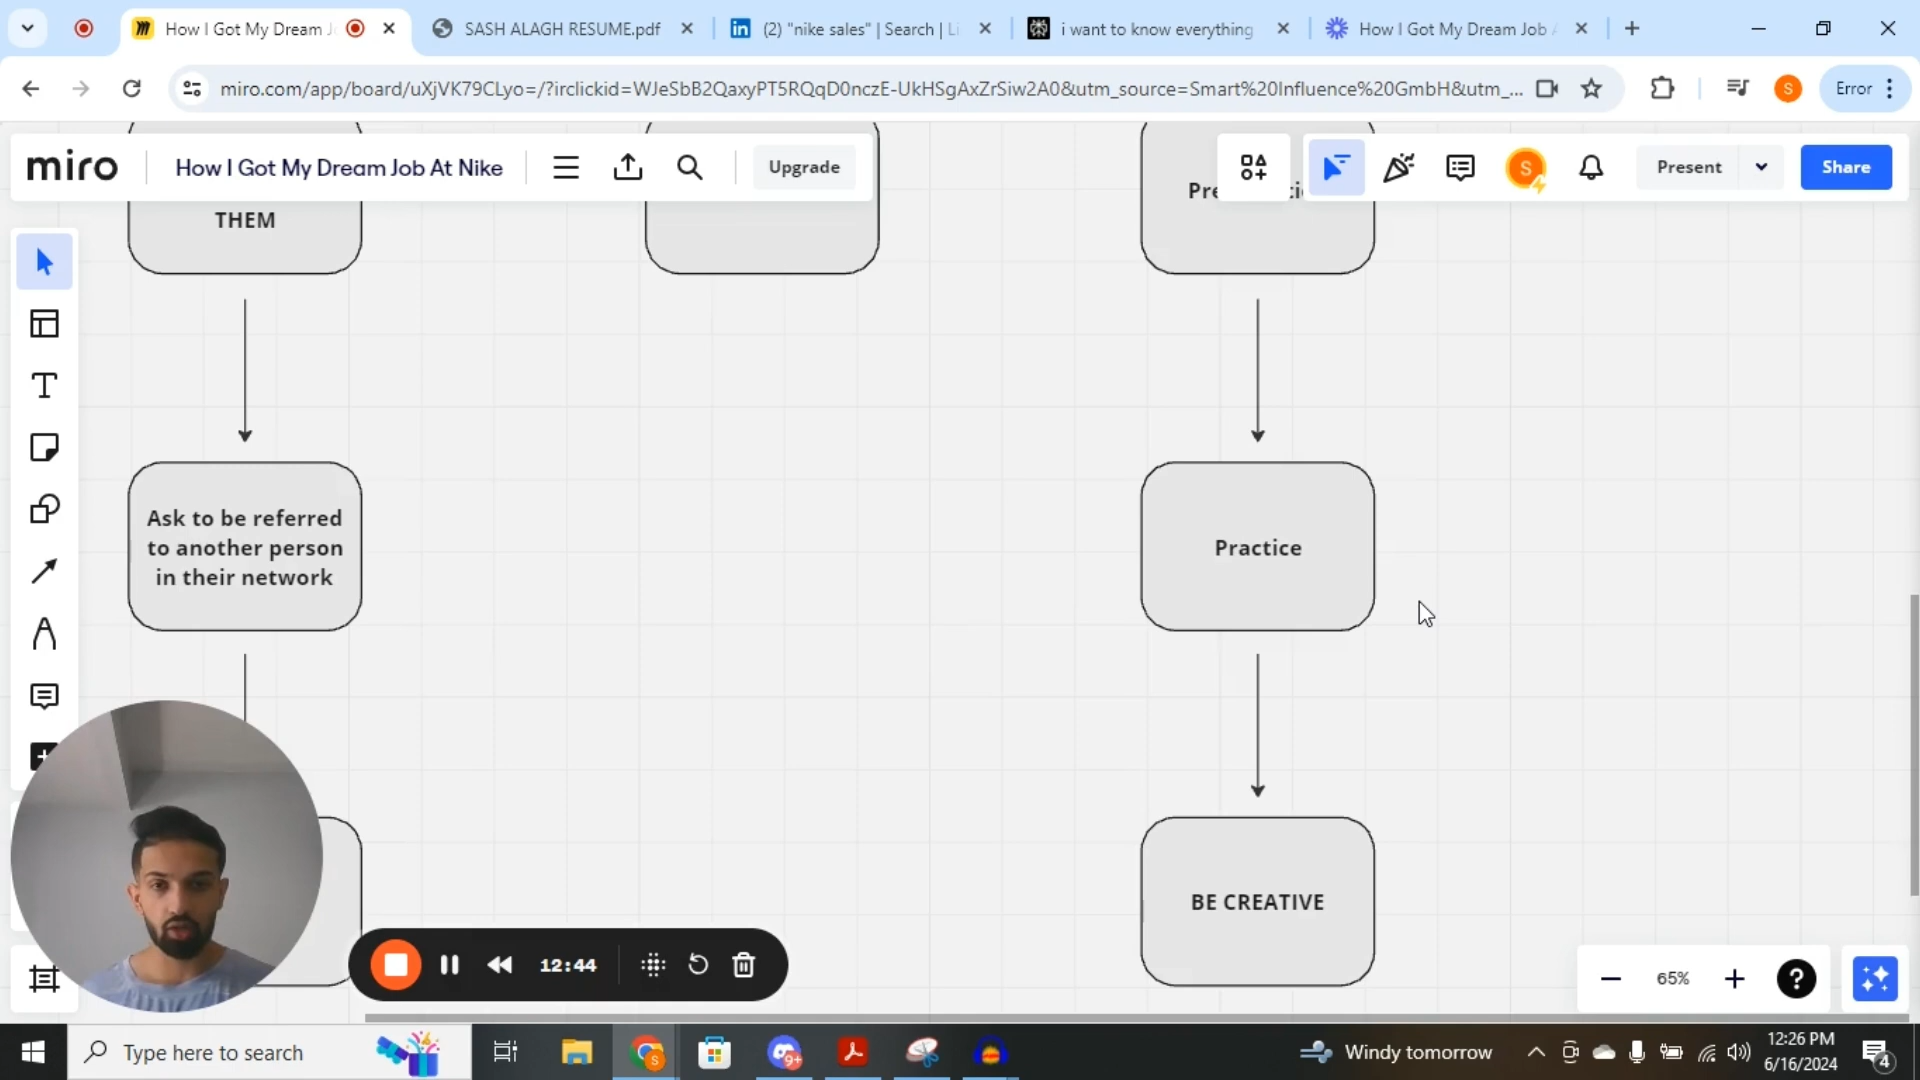 How I Got My Dream J
SASH ALAGH RESUME.pdf
(2) "nike sales" | Search | Li
i want to know everything
How I Got My Dream Job A
miro.com/app/board/uXjVK79CLyo=/?irclickid=WJeSbB2QaxyPT5RQqD0nczE-UkHSgAxZrSiw2A0&utm_source=Smart%20Influence%20GmbH&utm_...
S
Error
miro
How I Got My Dream Job At Nike
Upgrade
S
Present
Share
THEM
Ask to be referred
to another person
in their network
Practice
BE CREATIVE
12:44
65%
?
Type here to search
S
9+
Windy tomorrow
12:26 PM
6/16/2024
4